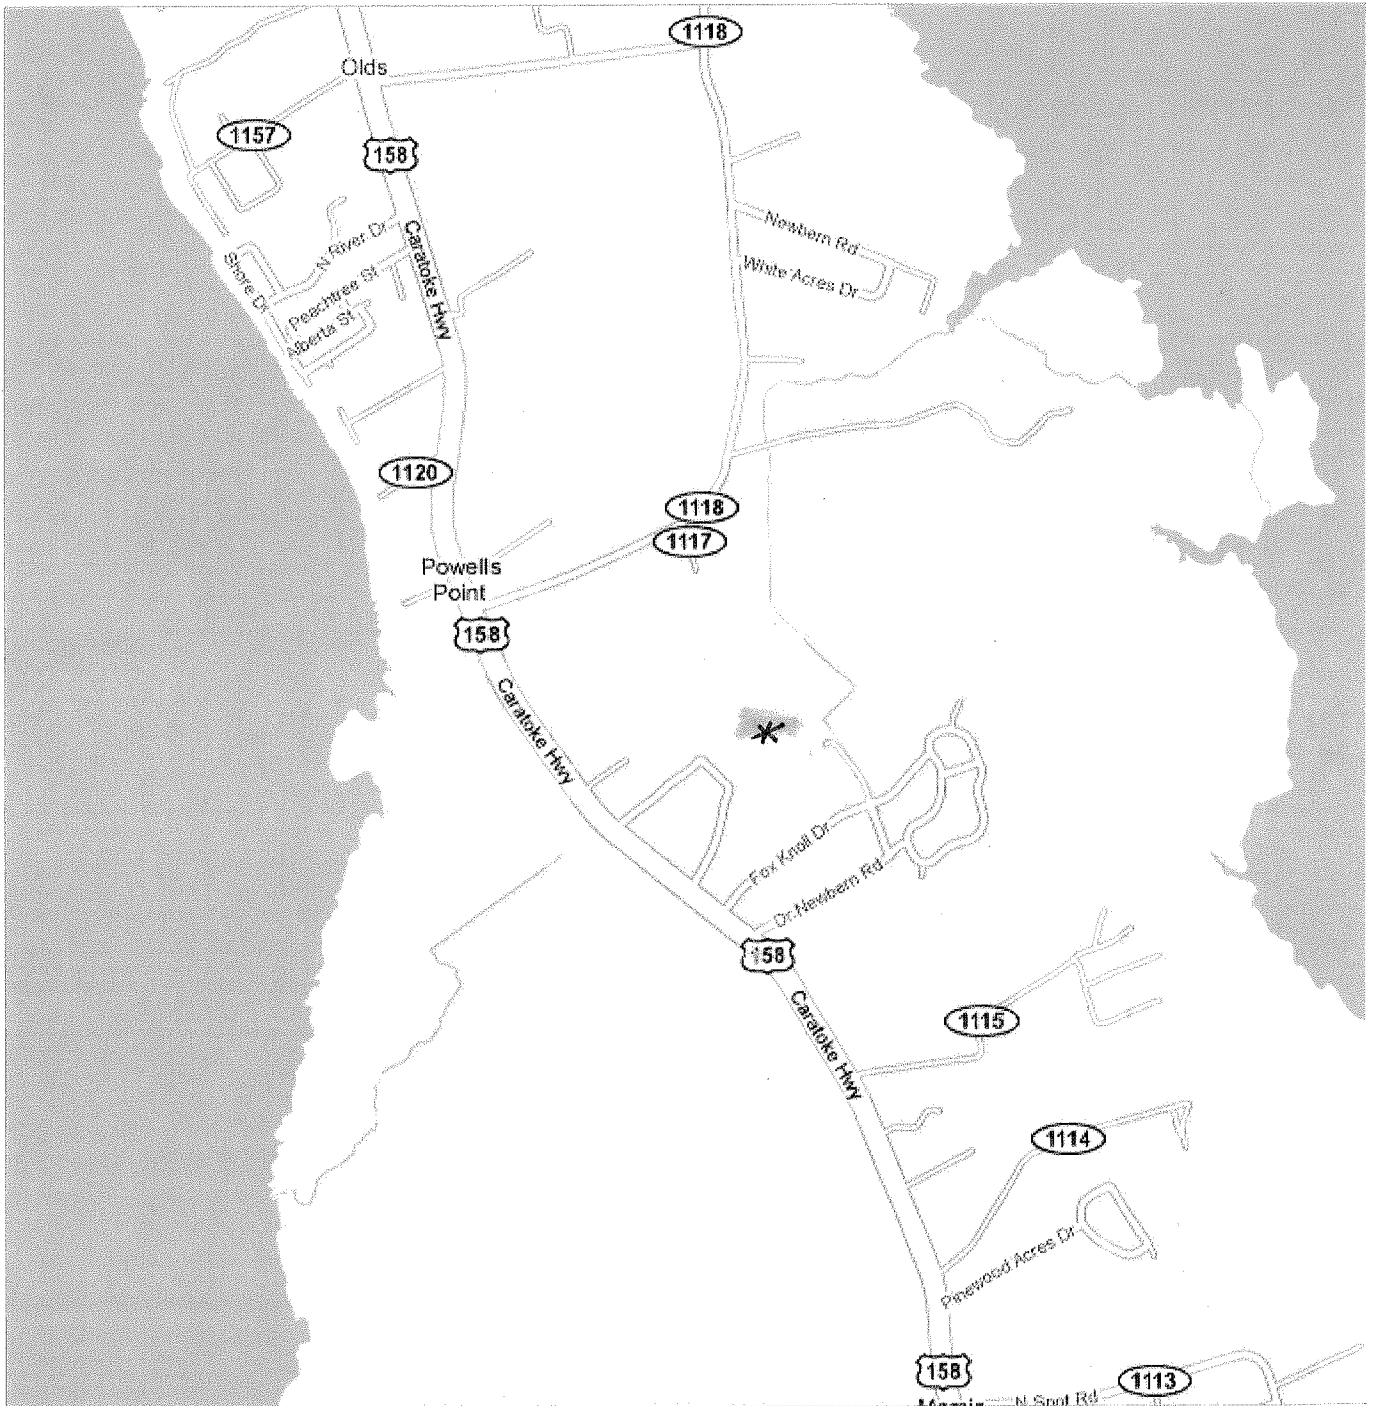 1118
Olds
1157
158
Newbern Rd
N River Dr
Caratoke Hwy
Shore Dr
White Acres Dr
Peachtree St
Alberta St
1120
1118
1117
Powells
Point
158
Caratoke Hwy
Fox Knoll Dr
Dr. Newbern Rd
158
Caratoke Hwy
1115
1114
Pinewood Acres Dr
158
1113
N Spot Rd